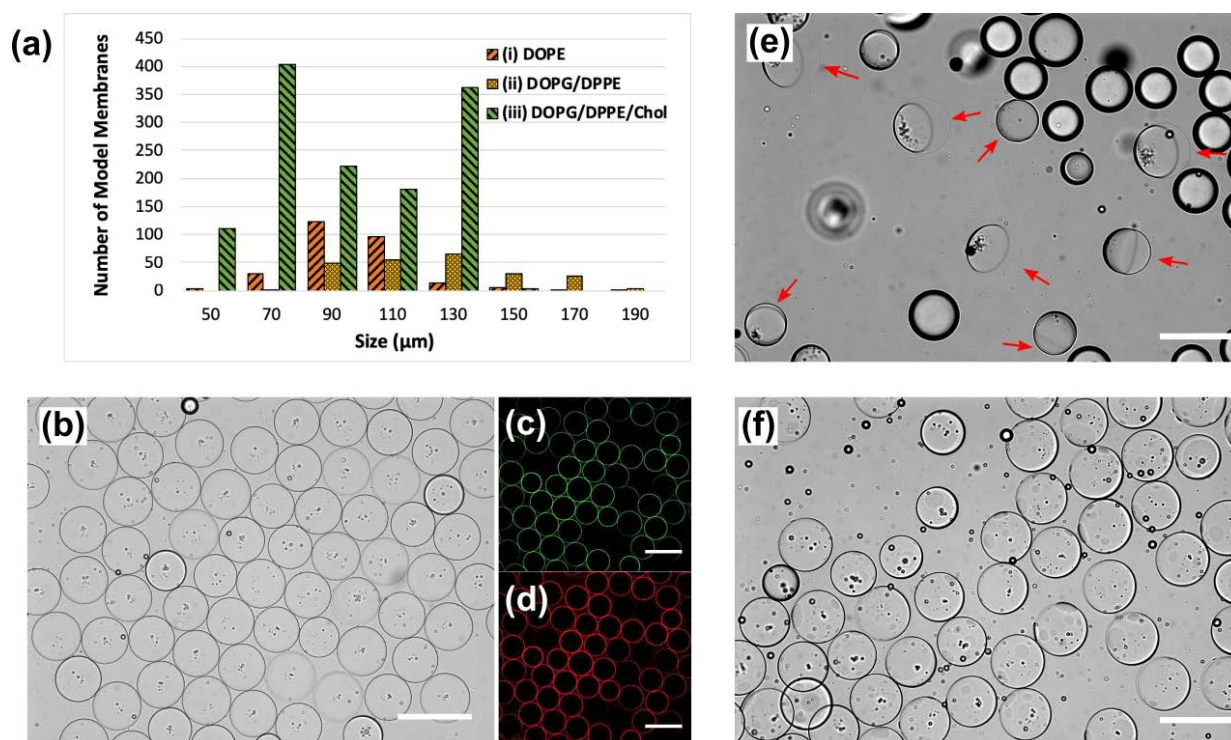 (a)
Number of Model Membranes
450
400
350
300
250
200
150
100
50
0
50 70 90 110 130 150 170 190
Size (µm)
(i) DOPE
(ii) DOPG/DPPE
(iii) DOPG/DPPE/Chol
(e)
(b)
(c)
(d)
(f)